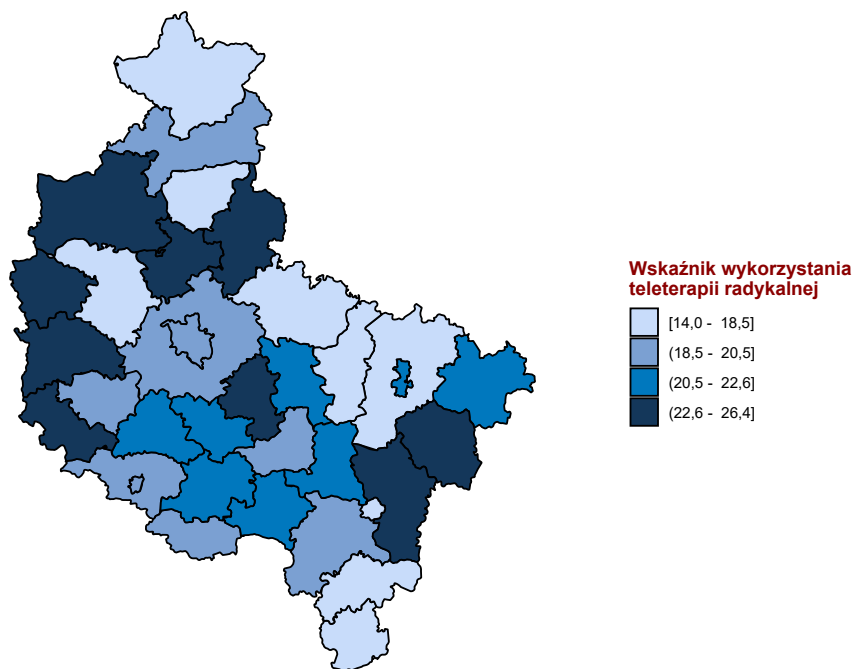 Wskaźnik wykorzystania
teleterapii radykalnej
[14,0 - 18,5]
(18,5 - 20,5]
(20,5 - 22,6]
(22,6 - 26,4]